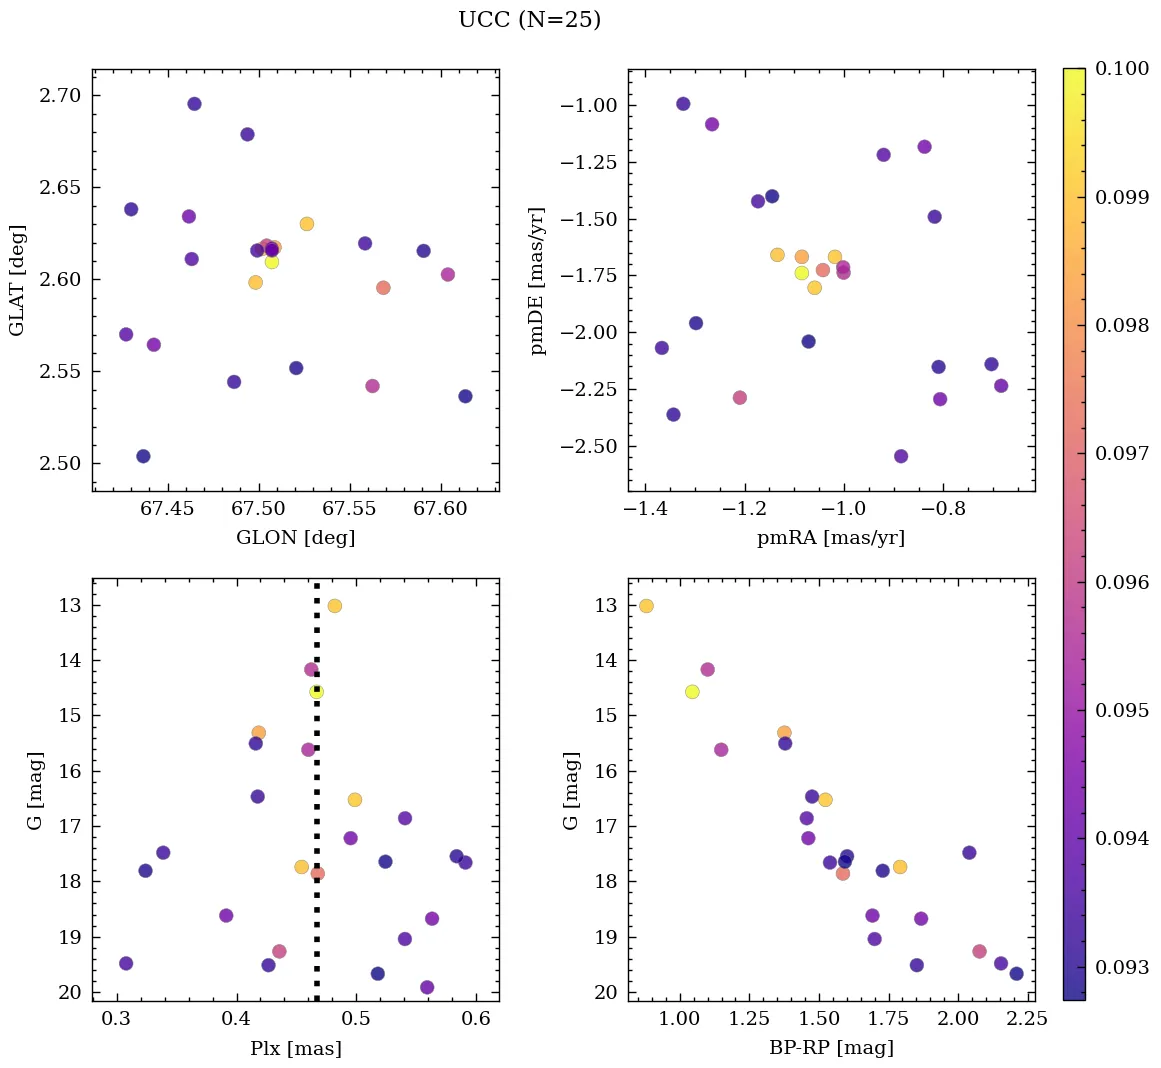 UCC (N=25)
2.70
2.65
2.60
2.55
2.50
GLAT [deg]
67.45 67.50 67.55 67.60
GLON [deg]
−1.00
−1.25
−1.50
−1.75
−2.00
−2.25
−2.50
pmDE [mas/yr]
−1.4 −1.2 −1.0 −0.8
pmRA [mas/yr]
13
14
15
16
17
18
19
20
G [mag]
0.3 0.4 0.5 0.6
Plx [mas]
13
14
15
16
17
18
19
20
G [mag]
1.00 1.25 1.50 1.75 2.00 2.25
BP-RP [mag]
0.100
0.099
0.098
0.097
0.096
0.095
0.094
0.093